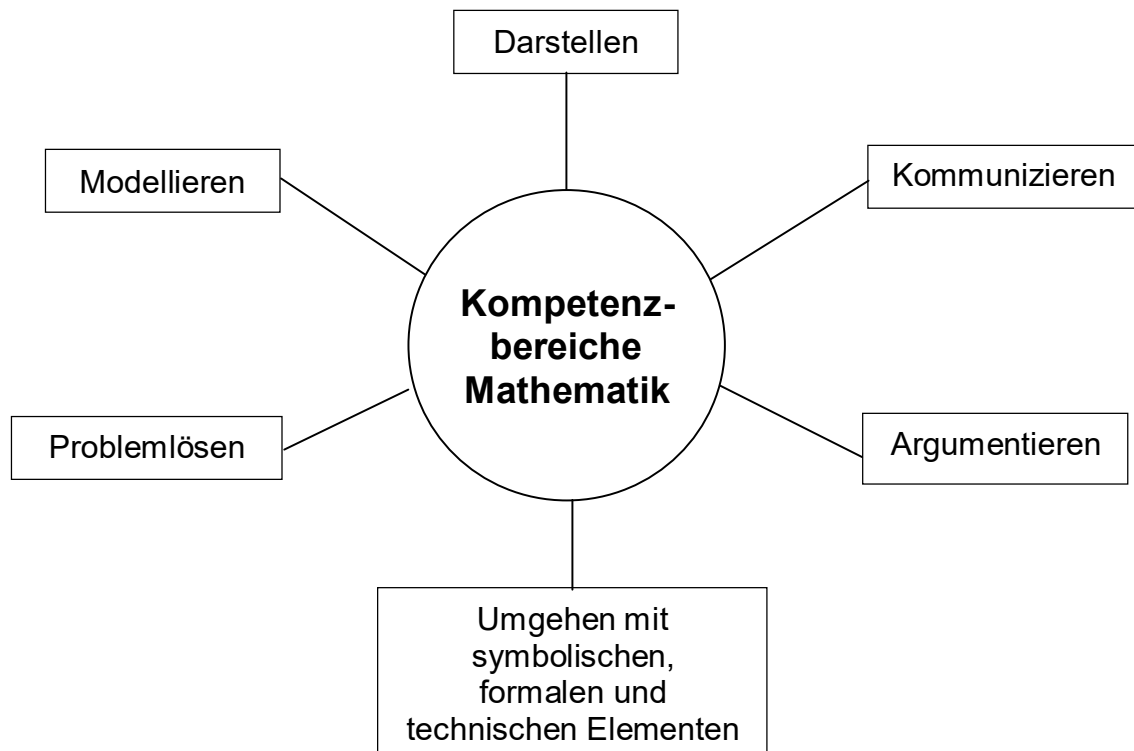 Darstellen
Modellieren
Kommunizieren
Kompetenz-
bereiche
Mathematik
Problemlösen
Argumentieren
Umgehen mit
symbolischen,
formalen und
technischen Elementen